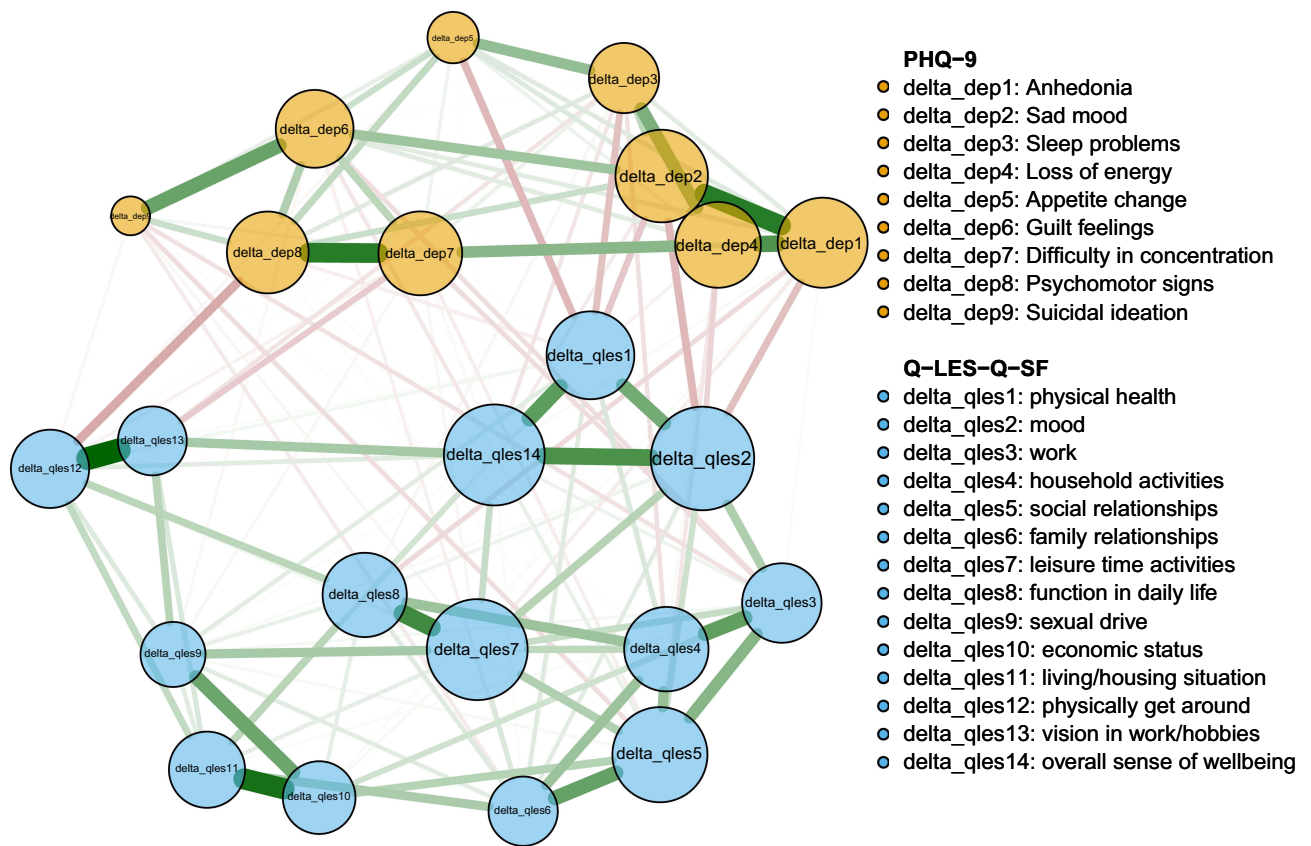 delta_dep5
delta_dep3
delta_dep6
delta_dep2
delta_dep9
delta_dep8
delta_dep7
delta_dep4
delta_dep1
delta_qles1
delta_qles13
delta_qles12
delta_qles14
delta_qles2
delta_qles8
delta_qles3
delta_qles9
delta_qles7
delta_qles4
delta_qles11
delta_qles10
delta_qles5
delta_qles6
PHQ−9
delta_dep1: Anhedonia
delta_dep2: Sad mood
delta_dep3: Sleep problems
delta_dep4: Loss of energy
delta_dep5: Appetite change
delta_dep6: Guilt feelings
delta_dep7: Difficulty in concentration
delta_dep8: Psychomotor signs
delta_dep9: Suicidal ideation
Q−LES−Q−SF
delta_qles1: physical health
delta_qles2: mood
delta_qles3: work
delta_qles4: household activities
delta_qles5: social relationships
delta_qles6: family relationships
delta_qles7: leisure time activities
delta_qles8: function in daily life
delta_qles9: sexual drive
delta_qles10: economic status
delta_qles11: living/housing situation
delta_qles12: physically get around
delta_qles13: vision in work/hobbies
delta_qles14: overall sense of wellbeing